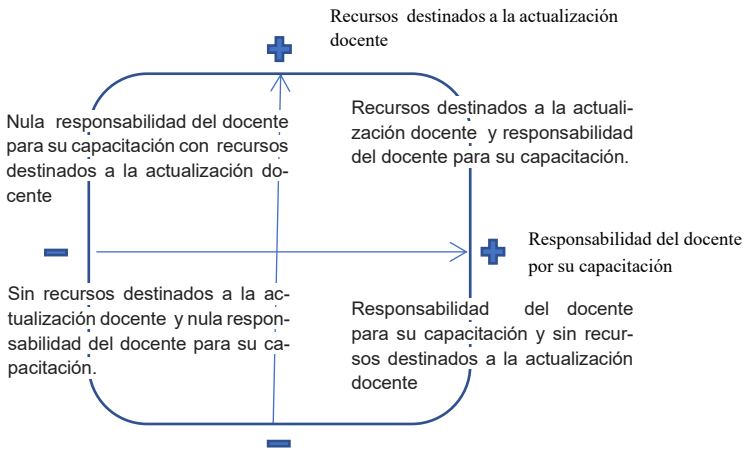 Recursos destinados a la actualización
docente
Nula responsabilidad del docente
para su capacitación con recursos
destinados a la actualización do-
cente
Recursos destinados a la actuali-
zación docente y responsabilidad
del docente para su capacitación.
Responsabilidad del docente
por su capacitación
Sin recursos destinados a la ac-
tualización docente y nula respon-
sabilidad del docente para su ca-
pacitación.
Responsabilidad del docente
para su capacitación y sin recur-
sos destinados a la actualización
docente